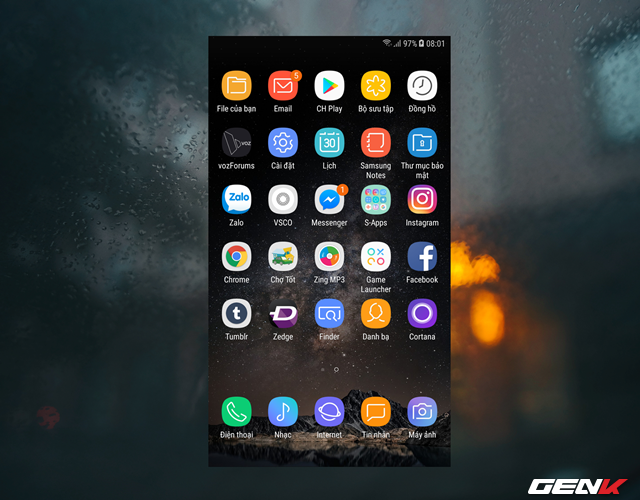 97% 08:01
File của bạn
5
Email
CH Play
Bộ sưu tập
Đồng hồ
voz
vozForums
Cài đặt
30
Lịch
Samsung
Notes
Thư mục bảo
mật
Zalo
Zalo
VSCO
1
Messenger
S-Apps
Instagram
Chrome
Chợ Tốt
Zing MP3
Game
Launcher
f
Facebook
t
Tumblr
Zedge
Finder
Danh bạ
Cortana
Điện thoại
Nhạc
Internet
Tin nhắn
Máy ảnh
GENK